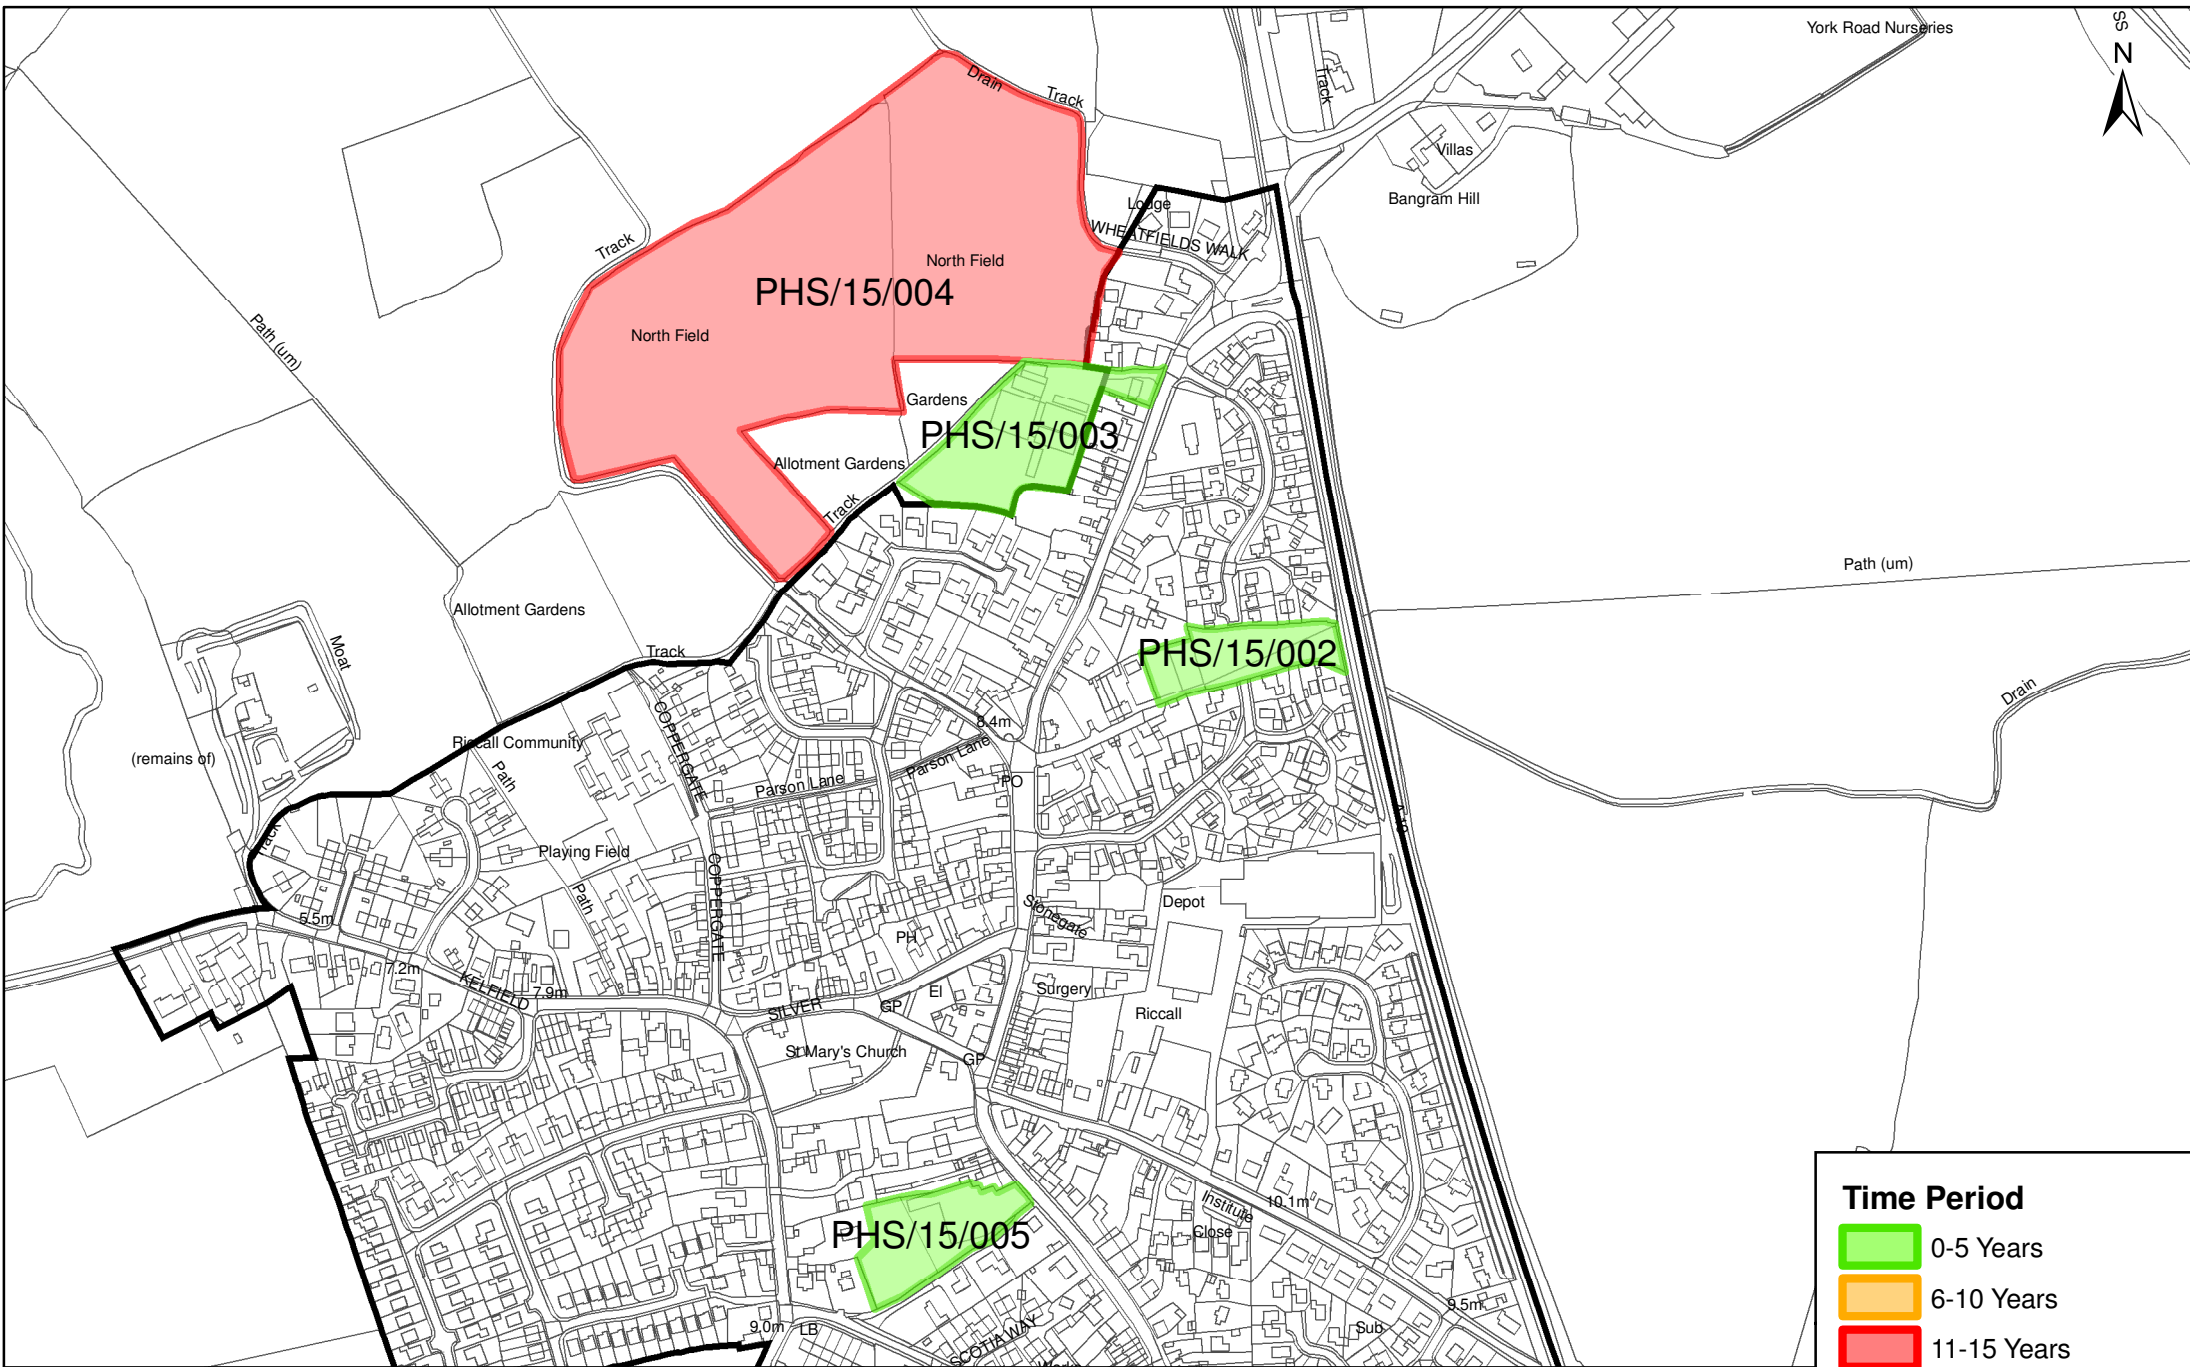 York Road Nurseries
SS
N
Drain
Track
Track
Villas
Bangram Hill
Lodge
WHEATFIELDS WALK
Track
North Field
PHS/15/004
North Field
Path (um)
Gardens
PHS/15/003
Allotment Gardens
Track
Path (um)
Allotment Gardens
Moat
Track
PHS/15/002
Drain
COPPERGATE
8.4m
Riccall Community
(remains of)
Path
Parson Lane
Parson Lane
PO
Track
Playing Field
COPPERGATE
Path
Depot
Stonegate
5.5m
PH
7.2m
KELFIELD
7.9m
El
Surgery
SILVER
GP
Riccall
St Mary's Church
GP
Institute
10.1m
Close
PHS/15/005
9.0m
LB
SCOTIA WAY
Sub
9.5m
Time Period
0-5 Years
6-10 Years
11-15 Years